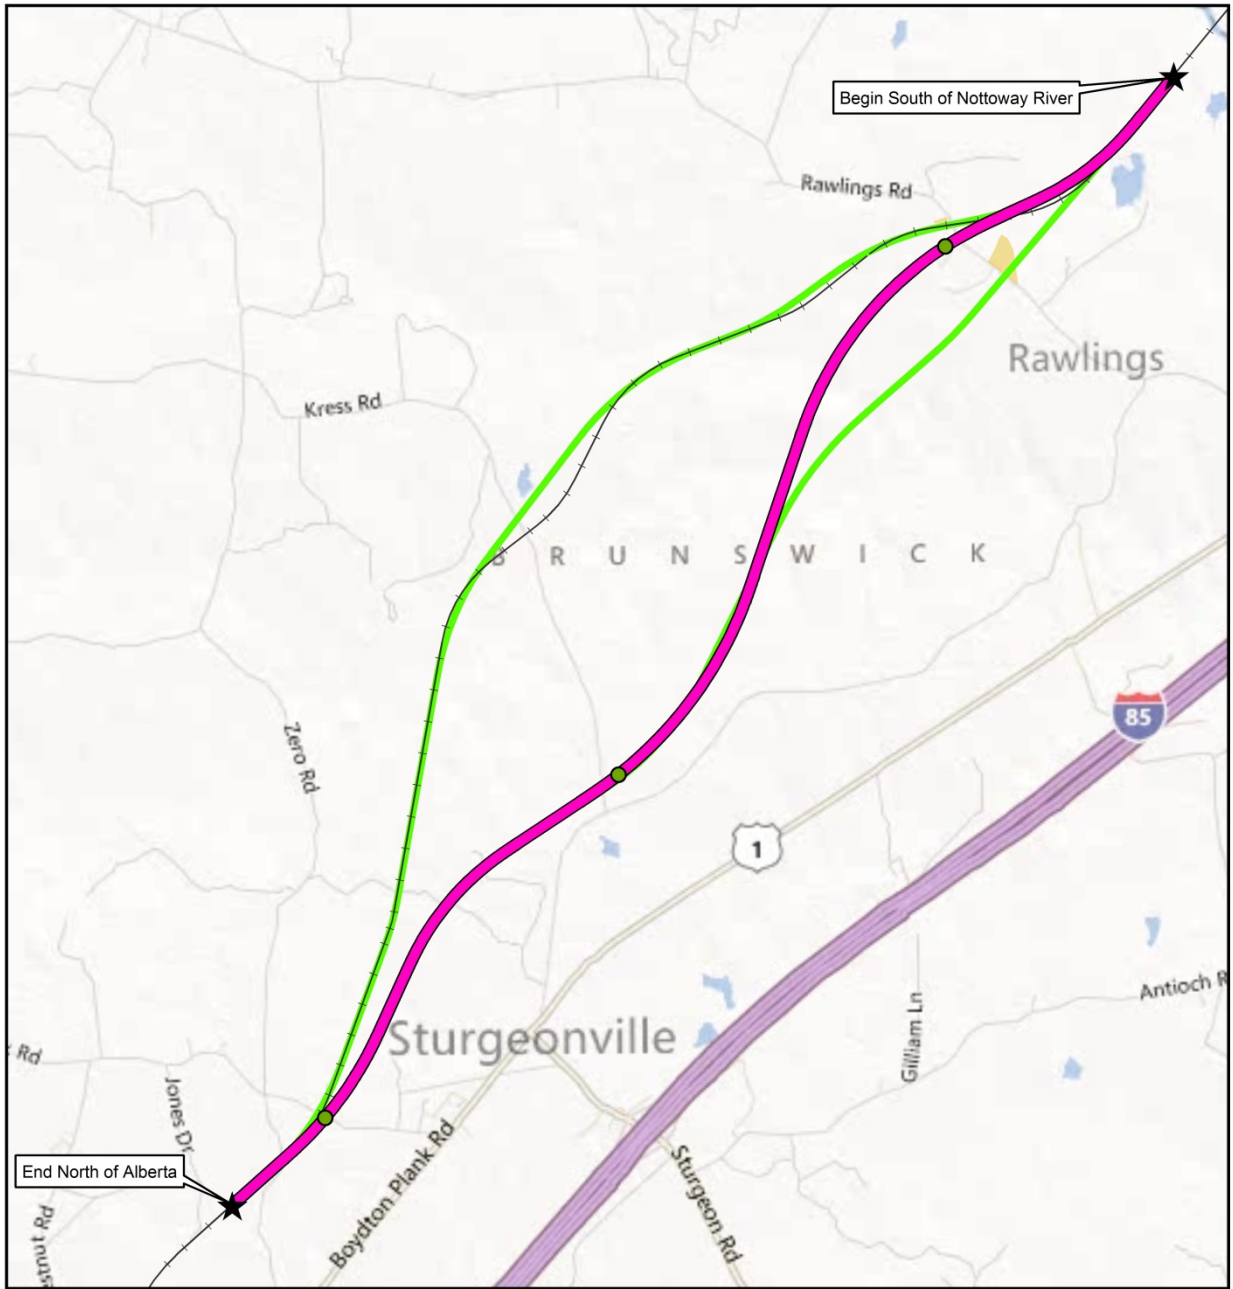 Begin South of Nottoway River
Rawlings Rd
Rawlings
Kress Rd
B R U N S W I C K
85
Zero Rd
1
Antioch R
Gilliam Ln
Sturgeonville
Rd
Jones Dr
End North of Alberta
Boydton Plank Rd
Sturgeon Rd
Rd